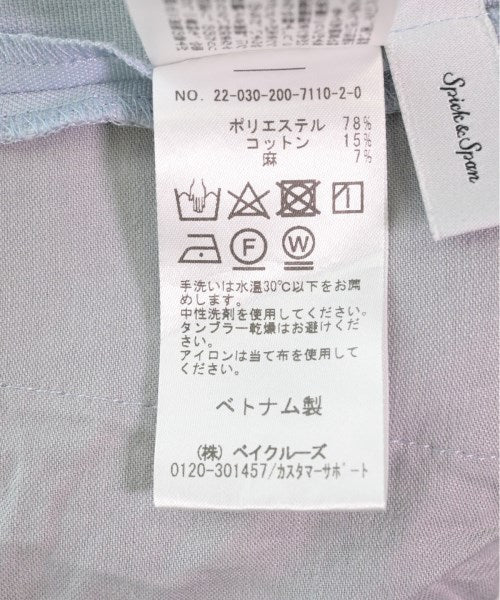 NO. 22-030-200-7110-2-0
ポリエステル 78%
コットン 15%
麻 7%
F
W
手洗いは水温30℃以下をお薦
めします。
中性洗剤を使用してください。
タンブラー乾燥はお避けくだ
さい。
アイロンは当て布を使用して
ください。
ベトナム製
(株) ベイクルーズ
0120-301457/カスタマーサポート
Spick & Span